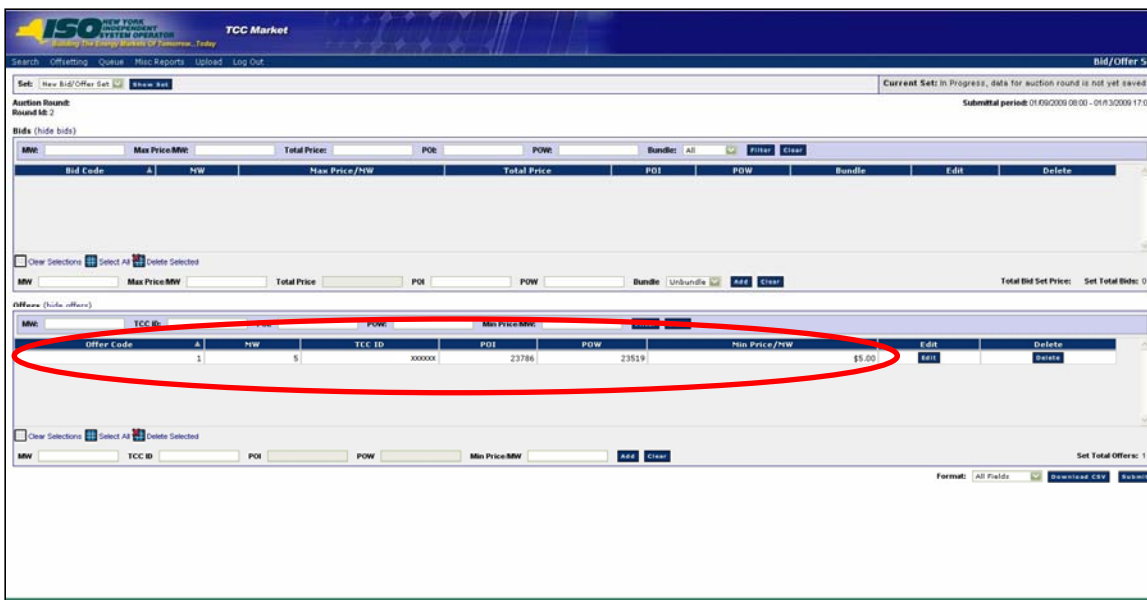 NEW YORK
ISO INDEPENDENT
SYSTEM OPERATOR
Building The Energy Markets Of Tomorrow...Today
TCC Market
Search Offsetting Queue Misc Reports Upload Log Out Bid/Offer S
Set: New Bid/Offer Set Show Set Current Set: In Progress, data for auction round is not yet saved
Auction Round: Submittal period: 01/09/2009 08:00 - 01/13/2009 17:0
Round Id: 2
Bids (hide bids)
MW: Max Price/MW: Total Price: POI: POW: Bundle: All Filter Clear
Bid Code MW Max Price/MW Total Price POI POW Bundle Edit Delete
Clear Selections Select All Delete Selected
MW Max Price/MW Total Price POI POW Bundle Unbundle Add Clear Total Bid Set Price: Set Total Bids: 0
Offers (hide offers)
MW: TCC ID: POW: Min Price/MW:
Offer Code MW TCC ID POI POW Min Price/MW Edit Delete
1 5 xxxxxx 23786 23519 $5.00 Edit Delete
Clear Selections Select All Delete Selected
MW TCC ID POI POW Min Price/MW Add Clear Set Total Offers: 1
Format: All Fields Download CSV Submit